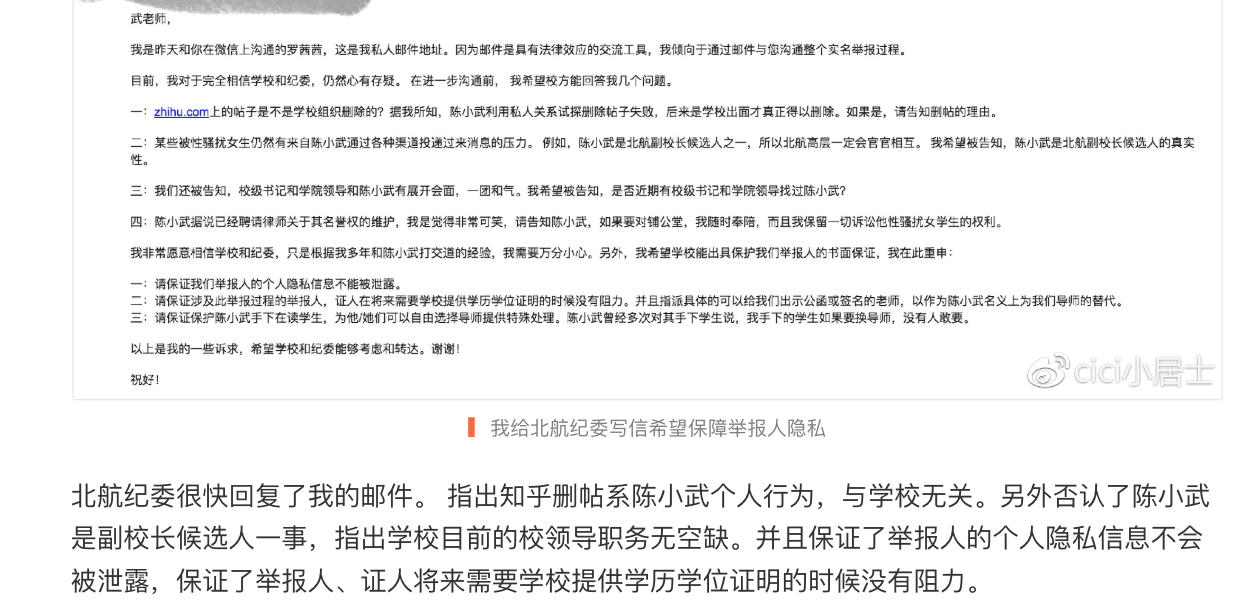 武老师,
我是昨天和你在微信上沟通的罗茜茜，这是我私人邮件地址。因为邮件是具有法律效应的交流工具，我倾向于通过邮件与您沟通整个实名举报过程。
目前，我对于完全相信学校和纪委，仍然心有存疑。 在进一步沟通前， 我希望校方能回答我几个问题。
一：zhihu.com上的帖子是不是学校组织删除的？据我所知，陈小武利用私人关系试探删除帖子失败，后来是学校出面才真正得以删除。如果是，请告知删帖的理由。
二：某些被性骚扰女生仍然有来自陈小武通过各种渠道投递过来消息的压力。 例如，陈小武是北航副校长候选人之一，所以北航高层一定会官官相互。 我希望被告知，陈小武是北航副校长候选人的真实
性。
三：我们还被告知，校级书记和学院领导和陈小武有展开会面，一团和气。我希望被告知，是否近期有校级书记和学院领导找过陈小武?
四：陈小武据说已经聘请律师关于其名誉权的维护，我是觉得非常可笑，请告知陈小武，如果要对铺公堂，我随时奉陪，而且我保留一切诉讼他性骚扰女学生的权利。
我非常愿意相信学校和纪委，只是根据我多年和陈小武打交道的经验，我需要万分小心。另外，我希望学校能出具保护我们举报人的书面保证，我在此重申：
一：请保证我们举报人的个人隐私信息不能被泄露。
二：请保证涉及此举报过程的举报人，证人在将来需要学校提供学历学位证明的时候没有阻力。并且指派具体的可以给我们出示公函或签名的老师，以作为陈小武名义上为我们导师的替代。
三：请保证保护陈小武手下在读学生，为他/她们可以自由选择导师提供特殊处理。陈小武曾经多次对其手下学生说，我手下的学生如果要换导师，没有人敢要。
以上是我的一些诉求，希望学校和纪委能够考虑和转达。谢谢！
祝好！
cici小居士
我给北航纪委写信希望保障举报人隐私
北航纪委很快回复了我的邮件。 指出知乎删帖系陈小武个人行为，与学校无关。另外否认了陈小武
是副校长候选人一事，指出学校目前的校领导职务无空缺。并且保证了举报人的个人隐私信息不会
被泄露，保证了举报人、证人将来需要学校提供学历学位证明的时候没有阻力。